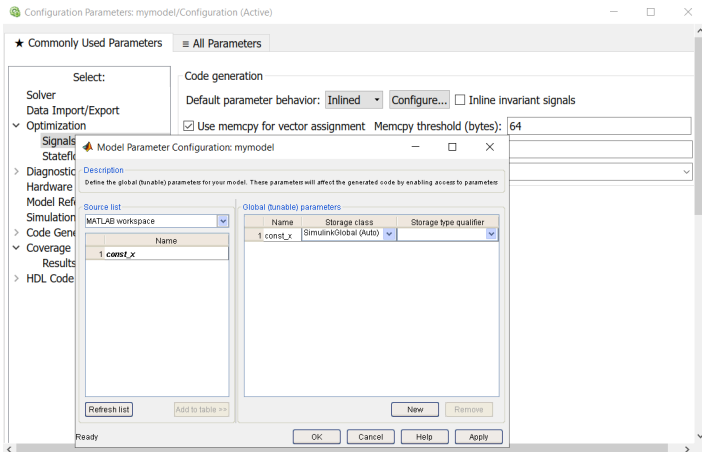 Configuration Parameters: mymodel/Configuration (Active)
★ Commonly Used Parameters ≡ All Parameters
Select:
Solver
Data Import/Export
Optimization
Signals
Statefl
Diagnostic
Hardware
Model Ref
Simulation
Code Gene
Coverage
Results
HDL Code
Code generation
Default parameter behavior: Inlined Configure... Inline invariant signals
Use memcpy for vector assignment Memcpy threshold (bytes): 64
Model Parameter Configuration: mymodel
Description
Define the global (tunable) parameters for your model. These parameters will affect the generated code by enabling access to parameters
Source list
MATLAB workspace
Name
1 const_x
Refresh list Add to table >>
Global (tunable) parameters
Name Storage class Storage type qualifier
1 const_x SimulinkGlobal (Auto)
New Remove
Ready
OK Cancel Help Apply